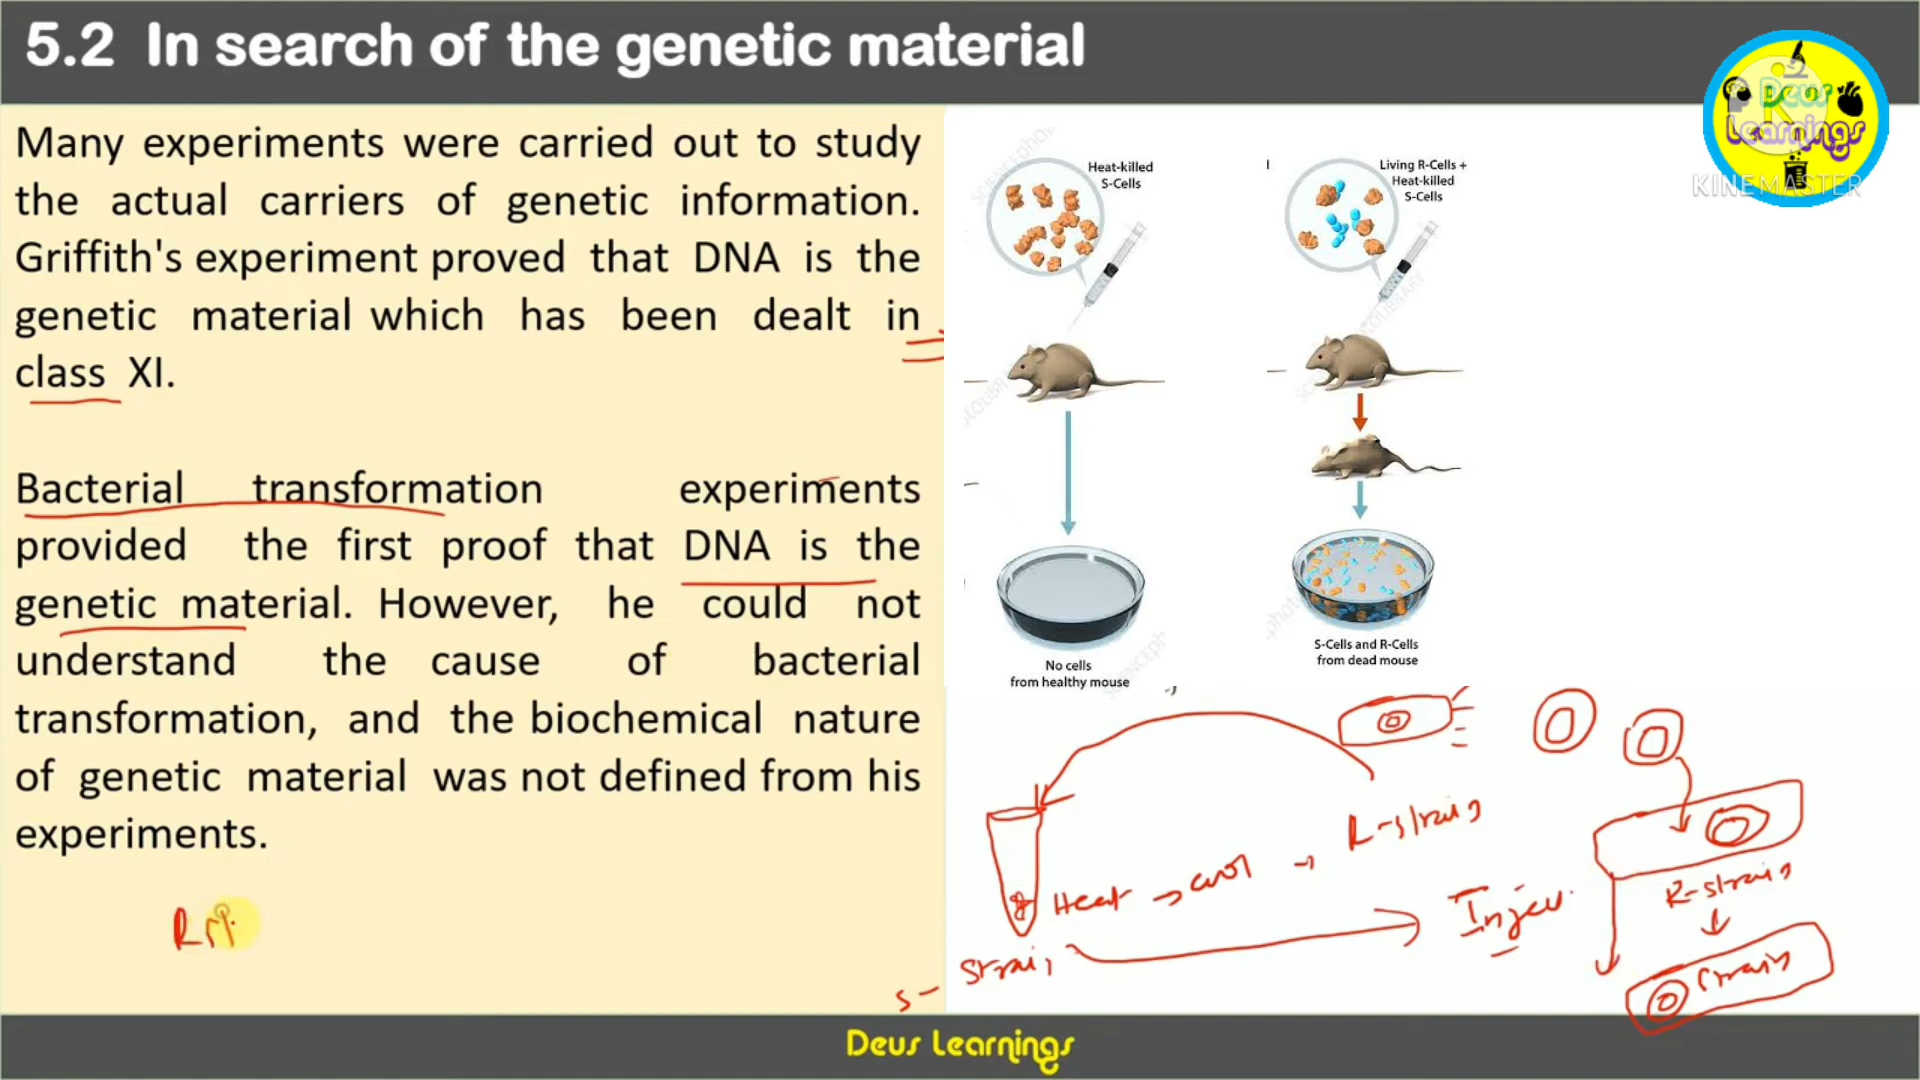 5.2 In search of the genetic material
Many experiments were carried out to study
the actual carriers of genetic information.
Griffith's experiment proved that DNA is the
genetic material which has been dealt in
class XI.
Bacterial transformation experiments
provided the first proof that DNA is the
genetic material. However, he could not
understand the cause of bacterial
transformation, and the biochemical nature
of genetic material was not defined from his
experiments.
Heat-killed
S-Cells
Living R-Cells +
Heat-killed
S-Cells
No cells
from healthy mouse
S-Cells and R-Cells
from dead mouse
R-strain
Heat → cool →
Injec
S- Strain
R-strain
Strain
Deus
Learnings
KINEMASTER
Deus Learnings